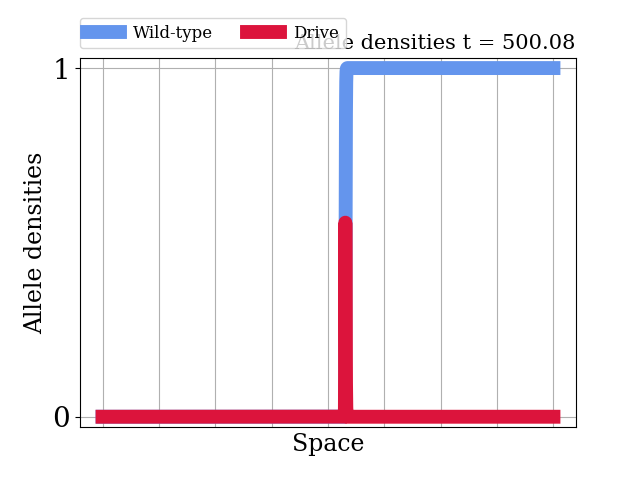 Wild-type Drive
Allele densities t = 500.08
1
Allele densities
0
Space